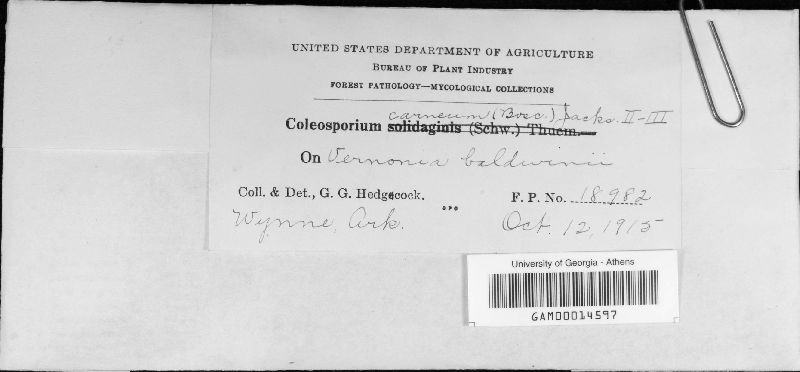 UNITED STATES DEPARTMENT OF AGRICULTURE
BUREAU OF PLANT INDUSTRY
FOREST PATHOLOGY—MYCOLOGICAL COLLECTIONS
carneum (Bosc.) Jacks. II-III
Coleosporium solidaginis (Schw.) Thuem.
On Vernonia baldwinii
Coll. & Det., G. G. Hedgecock. F. P. No. 18982
Wynne, Ark. Oct. 12, 1915
University of Georgia - Athens
GAM00014597